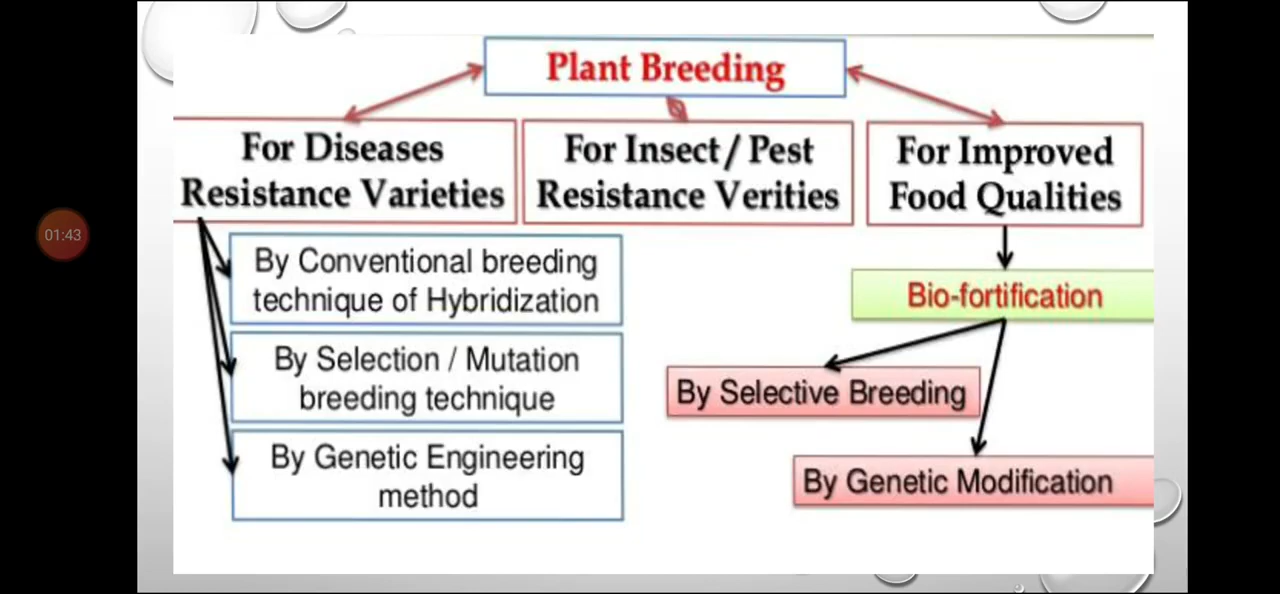 01:43
Plant Breeding
For Diseases
Resistance Varieties
For Insect / Pest
Resistance Verities
For Improved
Food Qualities
By Conventional breeding
technique of Hybridization
By Selection / Mutation
breeding technique
By Genetic Engineering
method
Bio-fortification
By Selective Breeding
By Genetic Modification